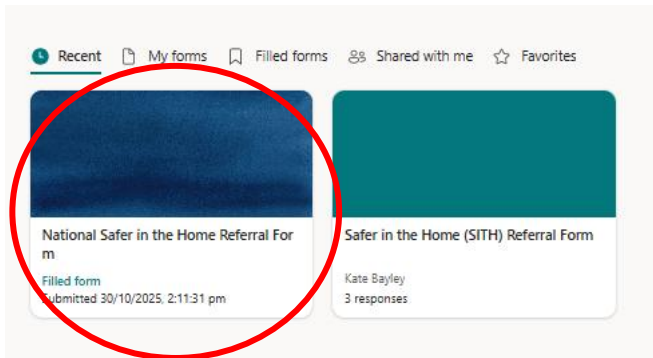 Recent My forms Filled forms Shared with me Favorites
National Safer in the Home Referral For
m
Filled form
Submitted 30/10/2025, 2:11:31 pm
Safer in the Home (SITH) Referral Form
Kate Bayley
3 responses